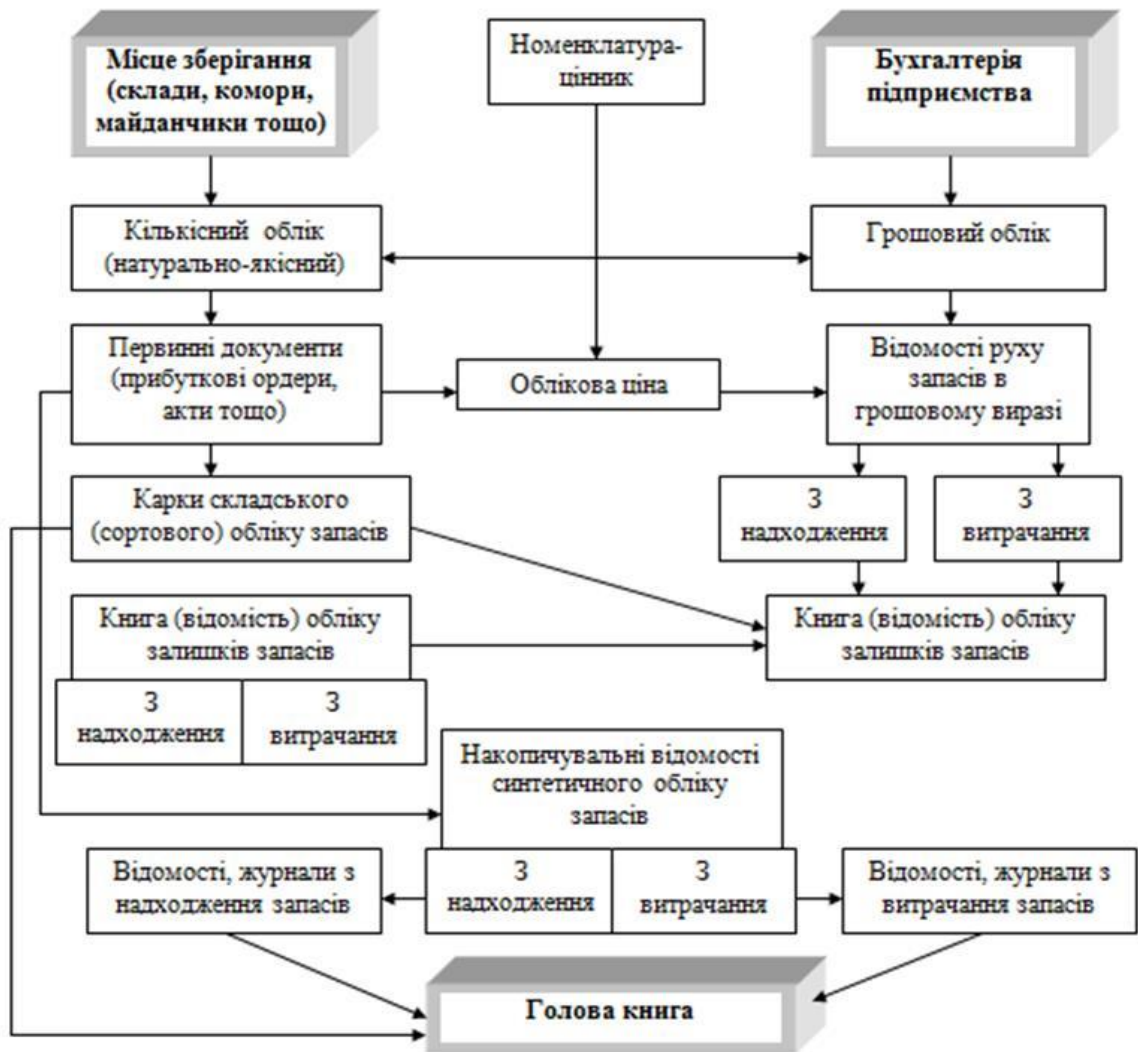 Місце зберігання
(склади, комори,
майданчики тощо)
Номенклатура-
цінник
Бухгалтерія
підприємства
Кількісний облік
(натурально-якісний)
Грошовий облік
Первинні документи
(прибуткові ордери,
акти тощо)
Облікова ціна
Відомості руху
запасів в
грошовому виразі
Карки складського
(сортового) обліку запасів
З
надходження
З
витрачання
Книга (відомість) обліку
залишків запасів
З
надходження
З
витрачання
Книга (відомість) обліку
залишків запасів
Накопичувальні відомості
синтетичного обліку
запасів
З
надходження
З
витрачання
Відомості, журнали з
надходження запасів
Відомості, журнали з
витрачання запасів
Голова книга